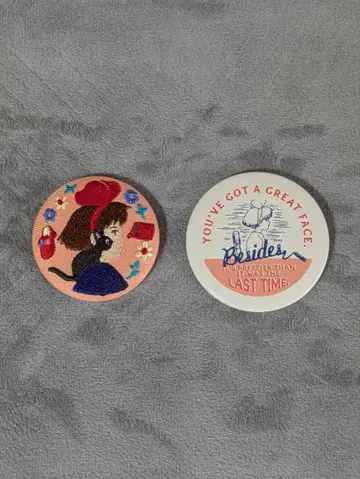 YOU'VE GOT A GREAT FACE.
Besides,
IT'S PRETTIER THAN
IT WAS THE
LAST TIME.